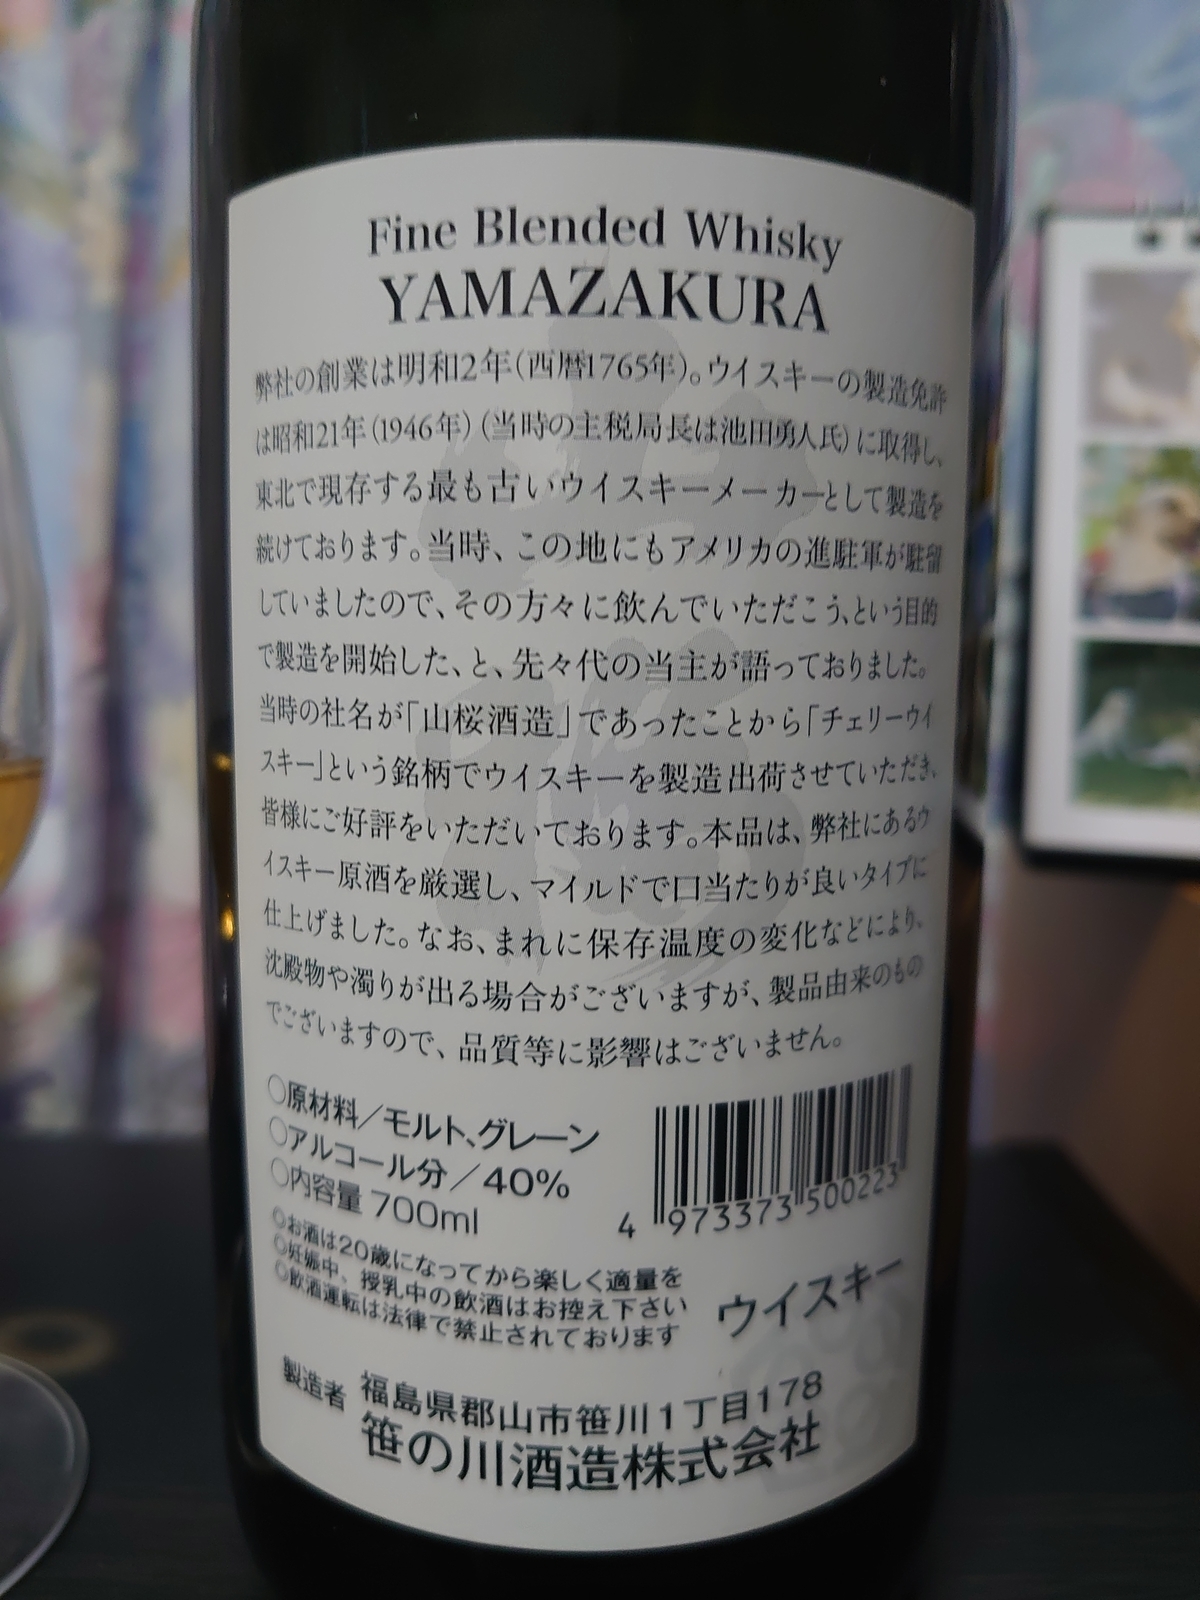 Fine Blended Whisky
YAMAZAKURA
弊社の創業は明和2年(西暦1765年)。ウイスキーの製造免許
は昭和21年(1946年)(当時の主税局長は池田勇人氏)に取得し、
東北で現存する最も古いウイスキーメーカーとして製造を
続けております。当時、この地にもアメリカの進駐軍が駐留
していましたので、その方々に飲んでいただこう、という目的
で製造を開始した、と、先々代の当主が語っておりました。
当時の社名が「山桜酒造」であったことから「チェリーウイ
スキー」という銘柄でウイスキーを製造出荷させていただき、
皆様にご好評をいただいております。本品は、弊社にあるウ
イスキー原酒を厳選し、マイルドで口当たりが良いタイプに
仕上げました。なお、まれに保存温度の変化などにより、
沈殿物や濁りが出る場合がございますが、製品由来のもの
でございますので、品質等に影響はございません。
○原材料/モルト、グレーン
○アルコール分/40%
○内容量 700ml
4 973373 500223
◎お酒は20歳になってから楽しく適量を
◎妊娠中、授乳中の飲酒はお控え下さい
◎飲酒運転は法律で禁止されております
ウイスキー
製造者 福島県郡山市笹川1丁目178
笹の川酒造株式会社